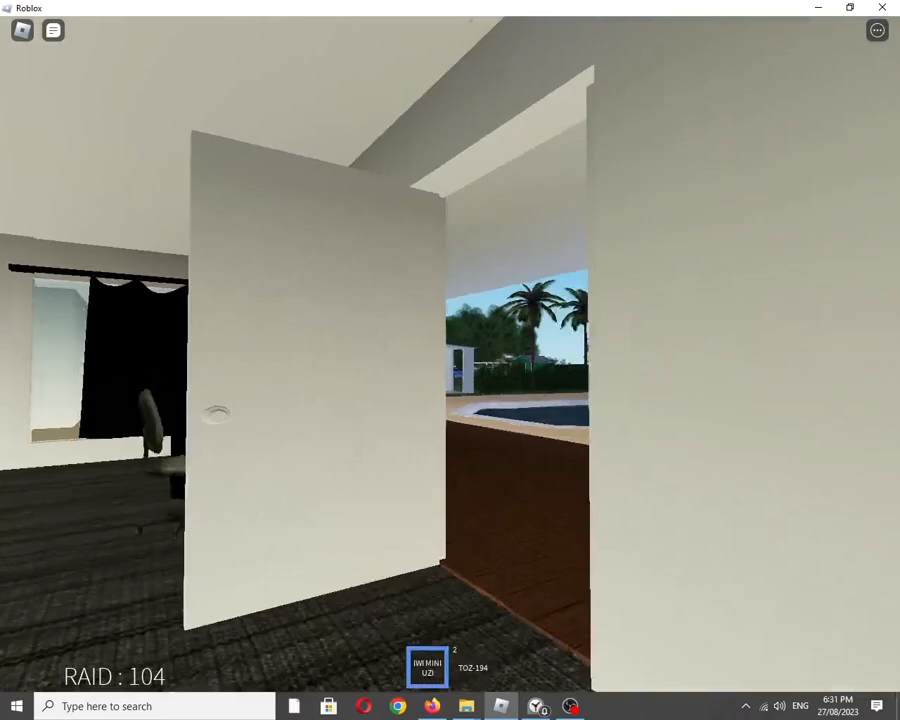 Roblox
RAID : 104
IWI MINI
UZI
2
TOZ-194
Type here to search
0
ENG
6:31 PM
27/08/2023